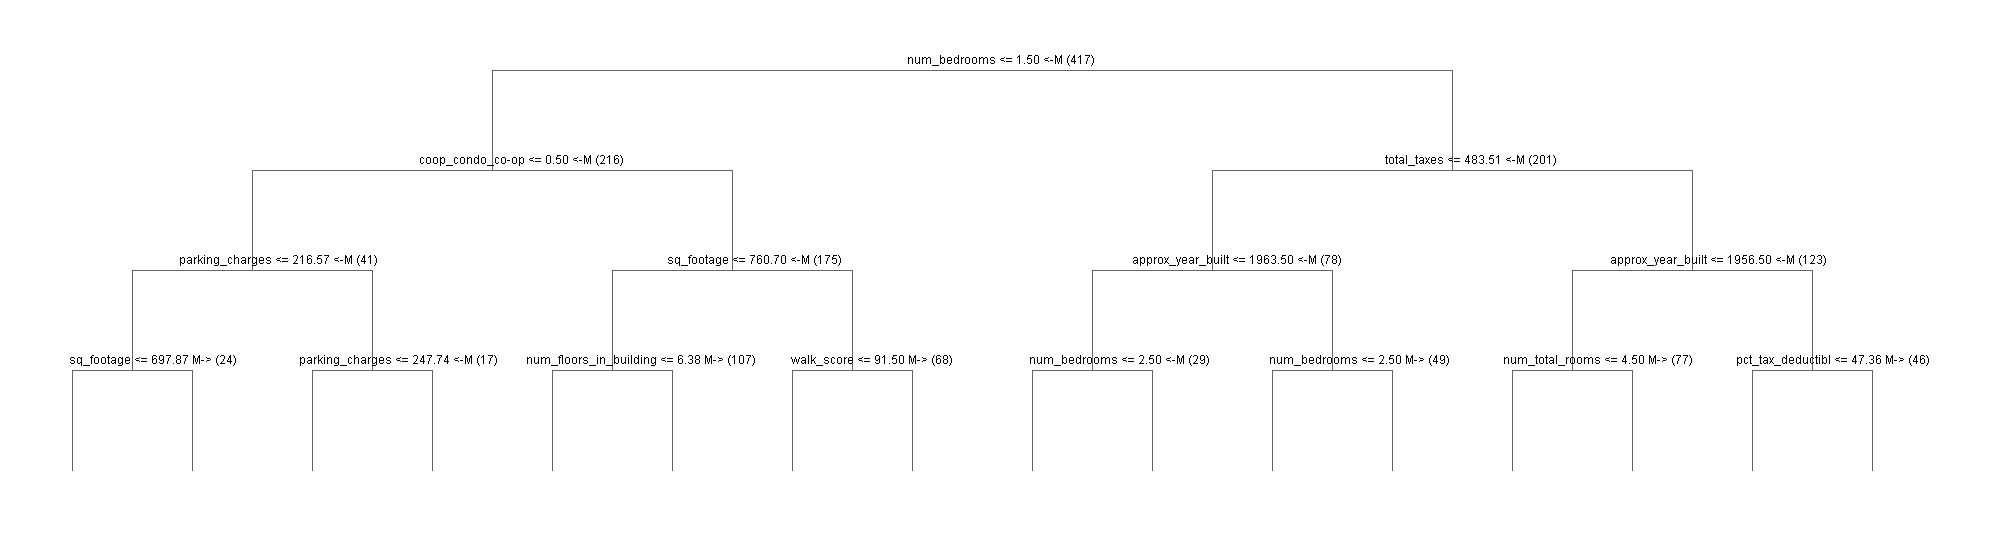 num_bedrooms <= 1.50 <-M (417)
coop_condo_co-op <= 0.50 <-M (216)
total_taxes <= 483.51 <-M (201)
parking_charges <= 216.57 <-M (41)
sq_footage <= 760.70 <-M (175)
approx_year_built <= 1963.50 <-M (78)
approx_year_built <= 1956.50 <-M (123)
sq_footage <= 697.87 M-> (24)
parking_charges <= 247.74 <-M (17)
num_floors_in_building <= 6.38 M-> (107)
walk_score <= 91.50 M-> (68)
num_bedrooms <= 2.50 <-M (29)
num_bedrooms <= 2.50 M-> (49)
num_total_rooms <= 4.50 M-> (77)
pct_tax_deductibl <= 47.36 M-> (46)